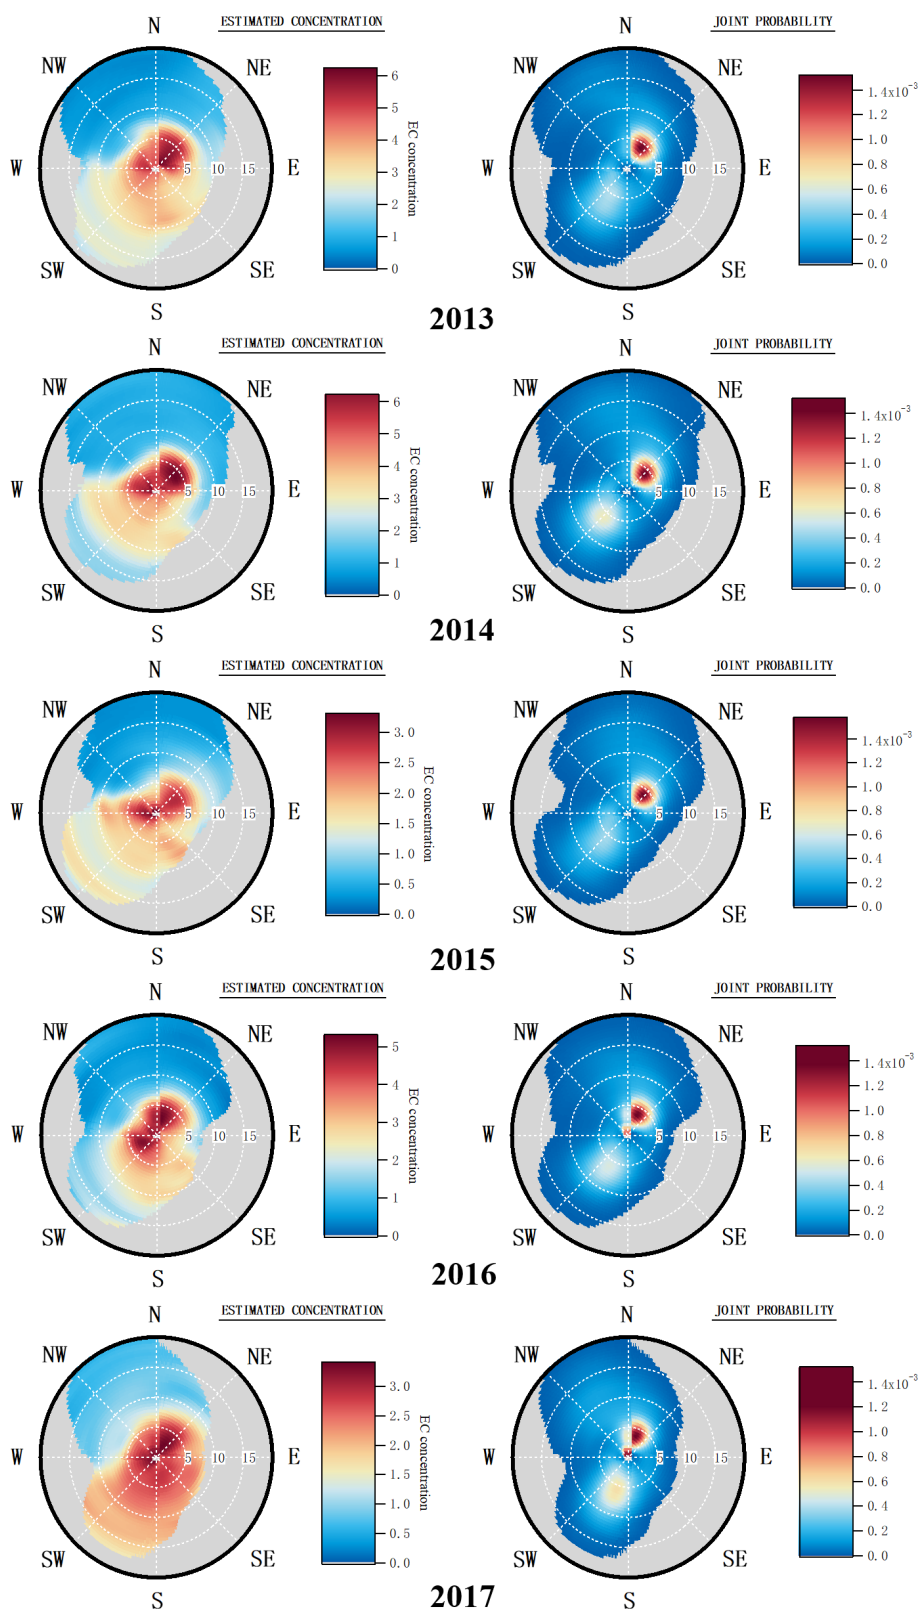 ESTIMATED CONCENTRATION
JOINT PROBABILITY
N
NW
NE
W
5
10
15
E
SW
SE
S
6
5
4
3
2
1
0
EC concentration
N
NW
NE
W
5
10
15
E
SW
SE
S
1.4x10-3
1.2
1.0
0.8
0.6
0.4
0.2
0.0
2013
ESTIMATED CONCENTRATION
JOINT PROBABILITY
N
NW
NE
W
5
10
15
E
SW
SE
S
6
5
4
3
2
1
0
EC concentration
N
NW
NE
W
5
10
15
E
SW
SE
S
1.4x10-3
1.2
1.0
0.8
0.6
0.4
0.2
0.0
2014
ESTIMATED CONCENTRATION
JOINT PROBABILITY
N
NW
NE
W
5
10
15
E
SW
SE
S
3.0
2.5
2.0
1.5
1.0
0.5
0.0
EC concentration
N
NW
NE
W
5
10
15
E
SW
SE
S
1.4x10-3
1.2
1.0
0.8
0.6
0.4
0.2
0.0
2015
ESTIMATED CONCENTRATION
JOINT PROBABILITY
N
NW
NE
W
5
10
15
E
SW
SE
S
5
4
3
2
1
0
EC concentration
N
NW
NE
W
5
10
15
E
SW
SE
S
1.4x10-3
1.2
1.0
0.8
0.6
0.4
0.2
0.0
2016
ESTIMATED CONCENTRATION
JOINT PROBABILITY
N
NW
NE
W
5
10
15
E
SW
SE
S
3.0
2.5
2.0
1.5
1.0
0.5
0.0
EC concentration
N
NW
NE
W
5
10
15
E
SW
SE
S
1.4x10-3
1.2
1.0
0.8
0.6
0.4
0.2
0.0
2017